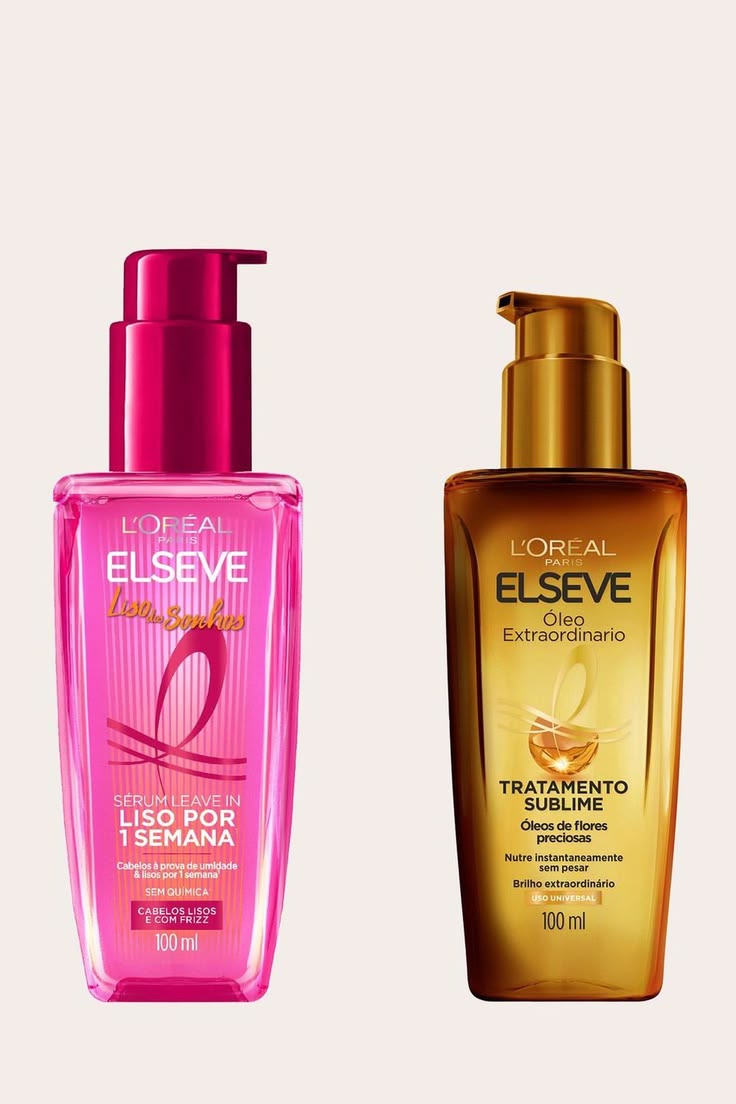 L'ORÉAL
PARIS
ELSEVE
Liso dos Sonhos
SÉRUM LEAVE IN
LISO POR
1 SEMANA
Cabelos à prova de umidade
& lisos por 1 semana¹
SEM QUÍMICA
CABELOS LISOS
E COM FRIZZ
100 ml
L'ORÉAL
PARIS
ELSEVE
Óleo
Extraordinario
TRATAMENTO
SUBLIME
Óleos de flores
preciosas
Nutre instantaneamente
sem pesar
Brilho extraordinário
USO UNIVERSAL
100 ml